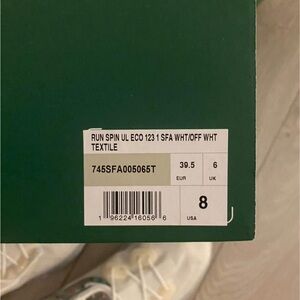 RUN SPIN UL ECO 123 1 SFA WHT/OFF WHT
TEXTILE
745SFA005065T
39.5 6
EUR UK
8
USA
1 96224 16056 6